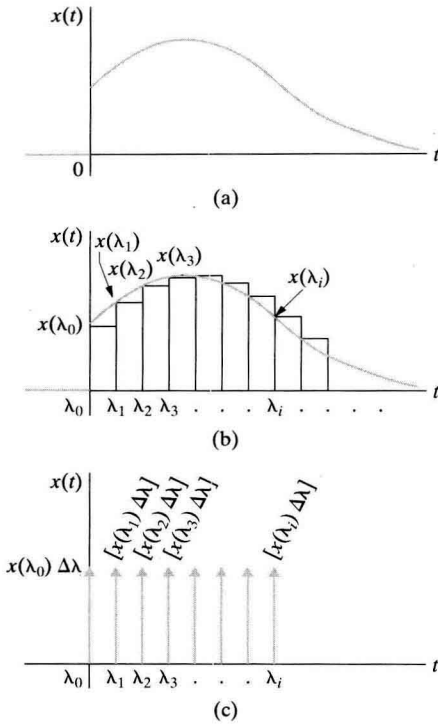 x(t)
t
0
(a)
x(t)
x(λ₁)
x(λ₂) x(λ₃)
x(λᵢ)
x(λ₀)
t
λ₀ λ₁ λ₂ λ₃ . . . λᵢ . . . .
(b)
x(t)
[x(λ₁) Δλ]
[x(λ₂) Δλ]
[x(λ₃) Δλ]
[x(λᵢ) Δλ]
x(λ₀) Δλ
t
λ₀ λ₁ λ₂ λ₃ . . . λᵢ
(c)